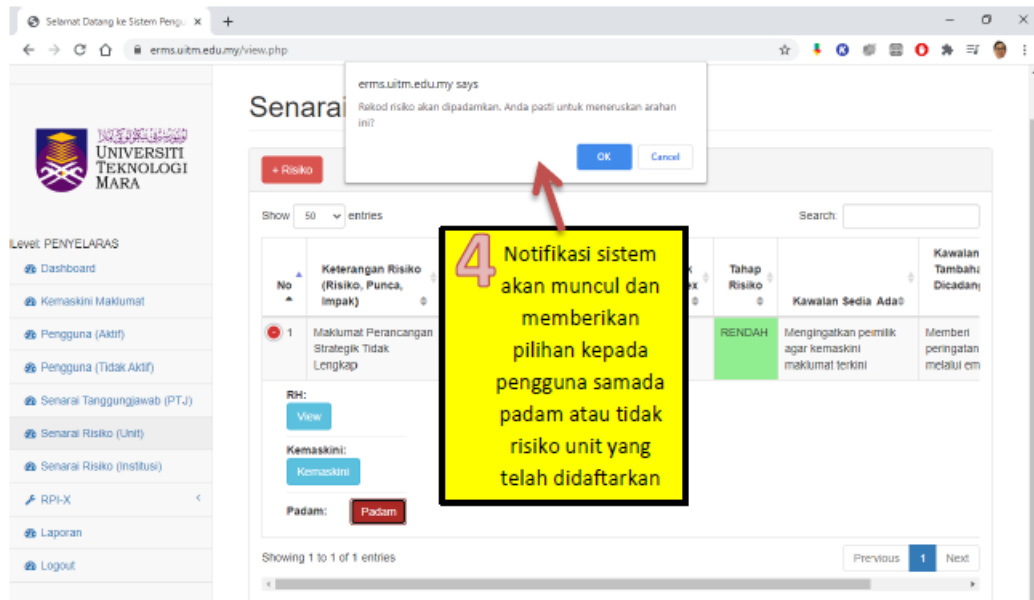 Selamat Datang ke Sistem Pengu
erms.uitm.edu.my/view.php
UNIVERSITI
TEKNOLOGI
MARA
Level: PENYELARAS
Dashboard
Kemaskini Maklumat
Pengguna (Aktif)
Pengguna (Tidak Aktif)
Senarai Tanggungjawab (PTJ)
Senarai Risiko (Unit)
Senarai Risiko (Institusi)
RPI-X
Laporan
Logout
Senarai
erms.uitm.edu.my says
Rekod risiko akan dipadamkan. Anda pasti untuk meneruskan arahan
ini?
OK Cancel
+ Risiko
Show 50 entries
Search:
No
Keterangan Risiko
(Risiko, Punca,
Impak)
Tahap
Risiko
Kawalan Sedia Ada
Kawalan
Tambaha
Dicadang
1
Maklumat Perancangan
Strategik Tidak
Lengkap
RENDAH
Mengingatkan pemilik
agar kemaskini
maklumat terkini
Memberi
peringatan
melalui em
RH:
View
Kemaskini:
Kemaskini
Padam: Padam
4
Notifikasi sistem
akan muncul dan
memberikan
pilihan kepada
pengguna samada
padam atau tidak
risiko unit yang
telah didaftarkan
Showing 1 to 1 of 1 entries
Previous 1 Next